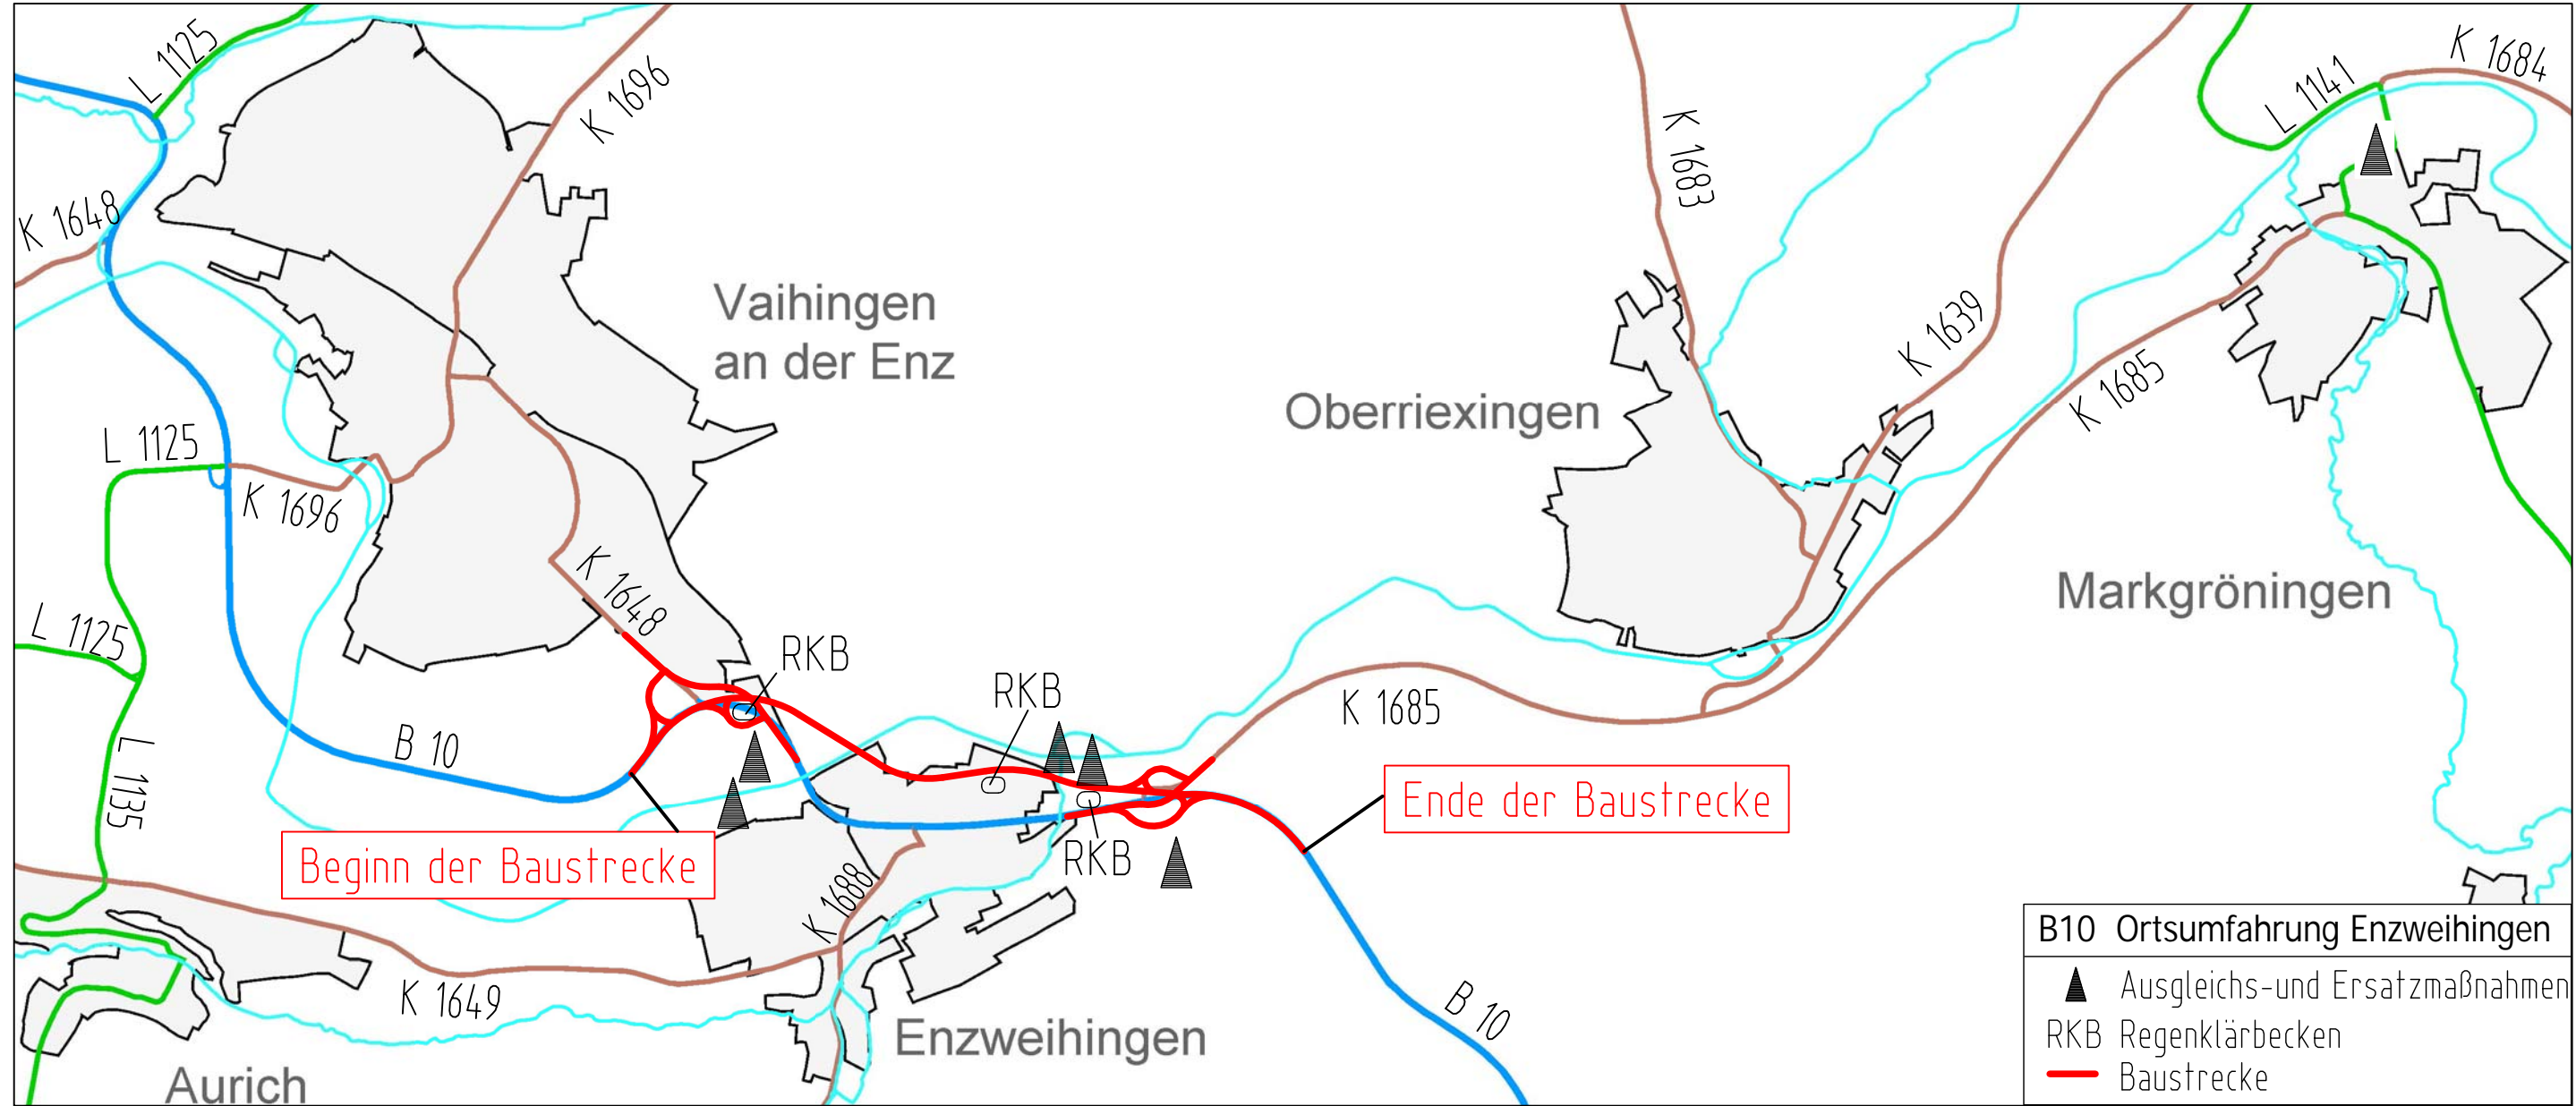 L 1125
K 1696
K 1684
L 1141
K 1683
K 1648
Vaihingen
an der Enz
K 1639
K 1685
Oberriexingen
L 1125
K 1696
K 1648
Markgröningen
L 1125
RKB
RKB
K 1685
B 10
L 1135
Ende der Baustrecke
Beginn der Baustrecke
RKB
K 1688
K 1649
B 10
Enzweihingen
Aurich
B10 Ortsumfahrung Enzweihingen
Ausgleichs-und Ersatzmaßnahmen
RKB Regenklärbecken
Baustrecke